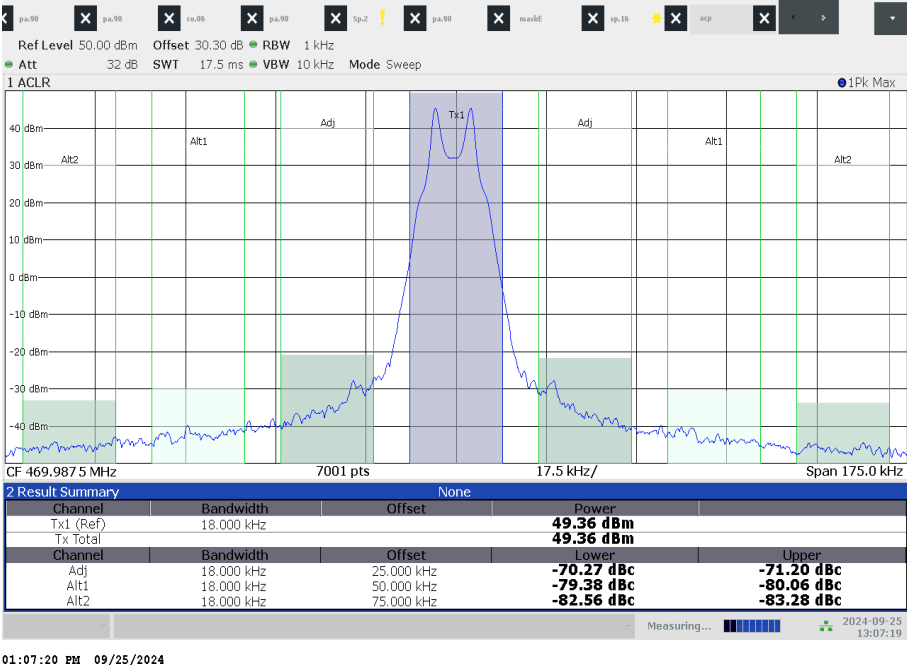 pa.90 pa.90 co.86 pa.90 Sp.2 pa.90 maskE sp.16 acp
Ref Level 50.00 dBm Offset 30.30 dB RBW 1 kHz
Att 32 dB SWT 17.5 ms VBW 10 kHz Mode Sweep
1 ACLR 1Pk Max
Tx1
Adj Adj
40 dBm
Alt1 Alt1
Alt2 Alt2
30 dBm
20 dBm
10 dBm
0 dBm
-10 dBm
-20 dBm
-30 dBm
-40 dBm
CF 469.9875 MHz 7001 pts 17.5 kHz/ Span 175.0 kHz
2 Result Summary None
Channel Bandwidth Offset Power
Tx1 (Ref) 18.000 kHz 49.36 dBm
Tx Total 49.36 dBm
Channel Bandwidth Offset Lower Upper
Adj 18.000 kHz 25.000 kHz -70.27 dBc -71.20 dBc
Alt1 18.000 kHz 50.000 kHz -79.38 dBc -80.06 dBc
Alt2 18.000 kHz 75.000 kHz -82.56 dBc -83.28 dBc
Measuring... 2024-09-25
13:07:19
01:07:20 PM 09/25/2024